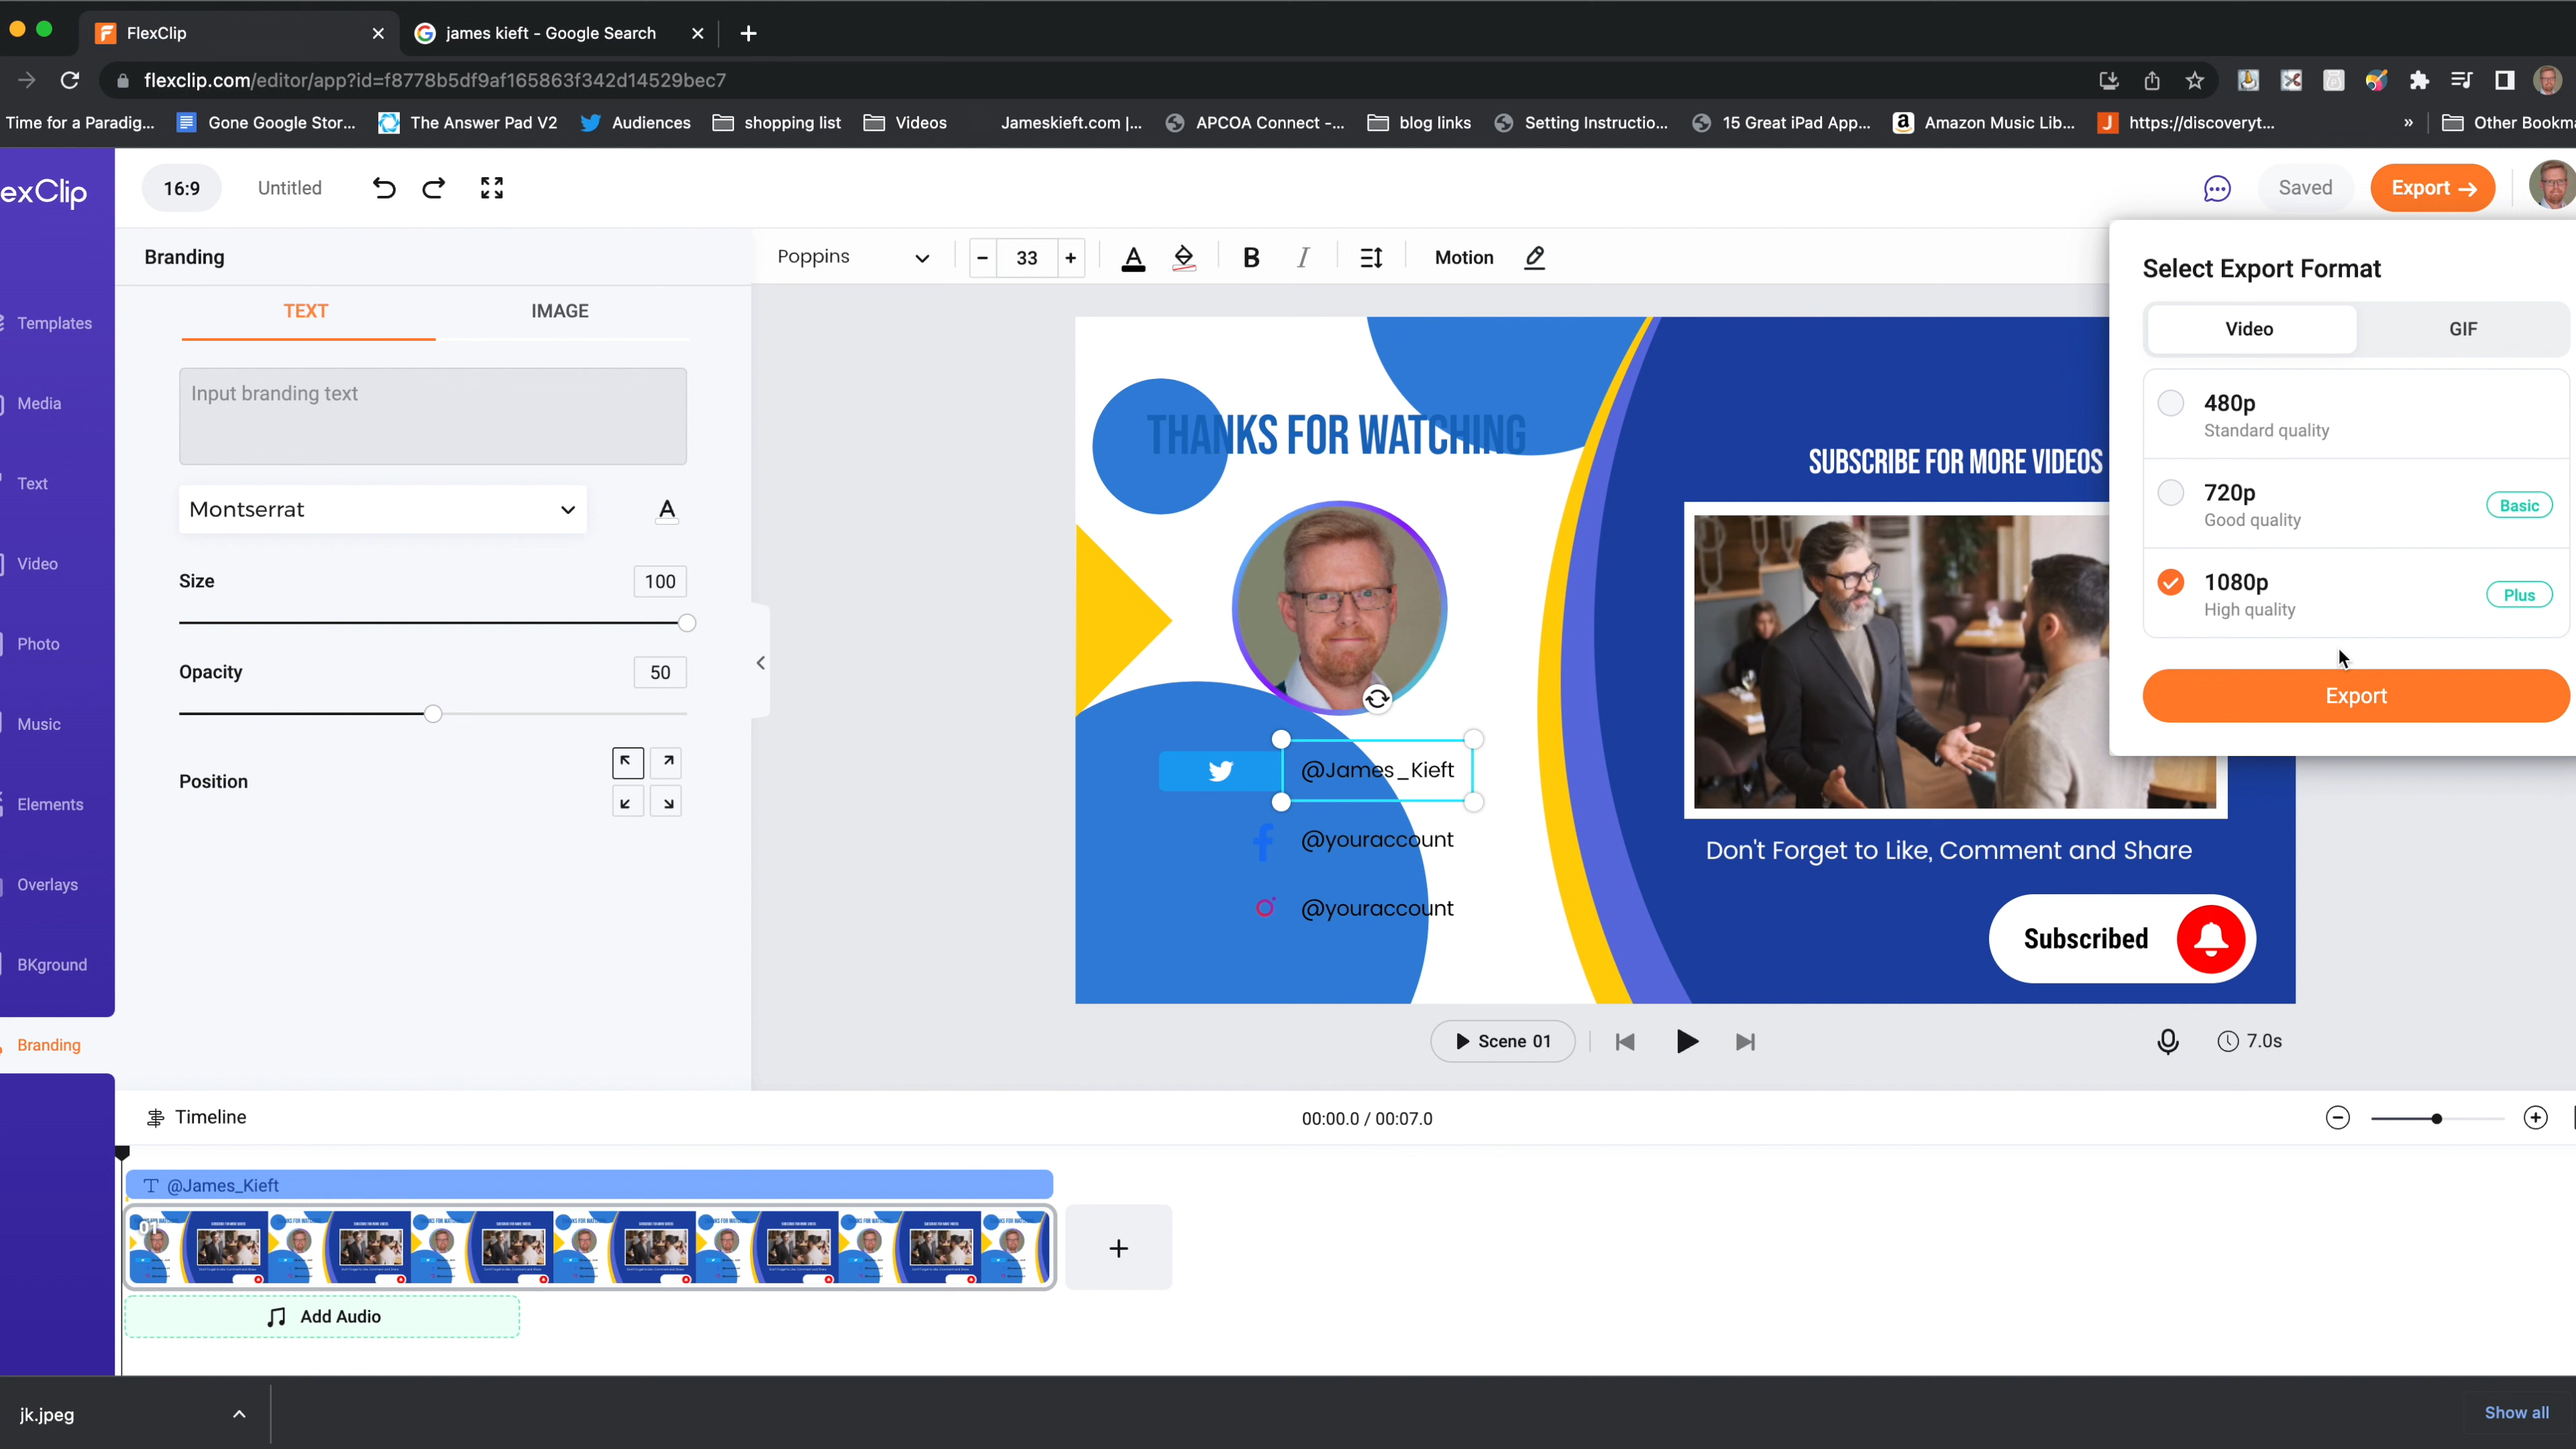 FlexClip
james kieft - Google Search
flexclip.com/editor/app?id=f8778b5df9af165863f342d14529bec7
Time for a Paradig...
Gone Google Stor...
The Answer Pad V2
Audiences
shopping list
Videos
Jameskieft.com |...
APCOA Connect -...
blog links
Setting Instructio...
15 Great iPad App...
Amazon Music Lib...
https://discoveryt...
»
Other Bookma
exClip
16:9
Untitled
Saved
Export →
Branding
Poppins
- 33 +
A
B
I
Motion
Select Export Format
Video
GIF
480p
Standard quality
720p
Good quality
Basic
1080p
High quality
Plus
Export
Templates
Media
Text
Video
Photo
Music
Elements
Overlays
BKground
Branding
TEXT
IMAGE
Input branding text
Montserrat
A
Size
100
Opacity
50
Position
THANKS FOR WATCHING
@James_Kieft
@youraccount
@youraccount
SUBSCRIBE FOR MORE VIDEOS
Don't Forget to Like, Comment and Share
Subscribed
Scene 01
7.0s
Timeline
00:00.0 / 00:07.0
T @James_Kieft
01
+
Add Audio
jk.jpeg
Show all